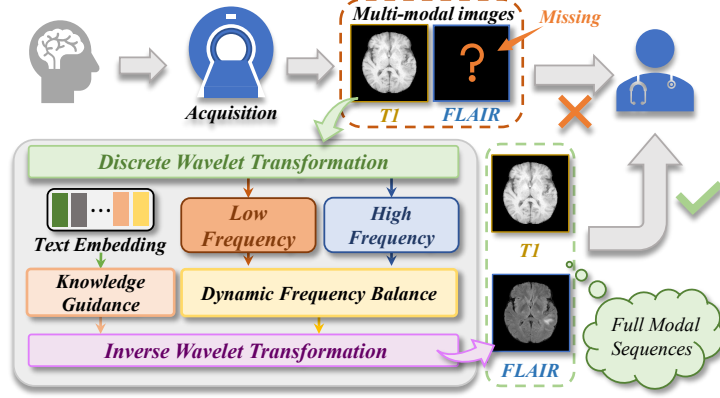 Multi-modal images
Missing
?
Acquisition
T1
FLAIR
Discrete Wavelet Transformation
...
Text Embedding
Low
Frequency
High
Frequency
Knowledge
Guidance
Dynamic Frequency Balance
Inverse Wavelet Transformation
T1
FLAIR
Full Modal
Sequences